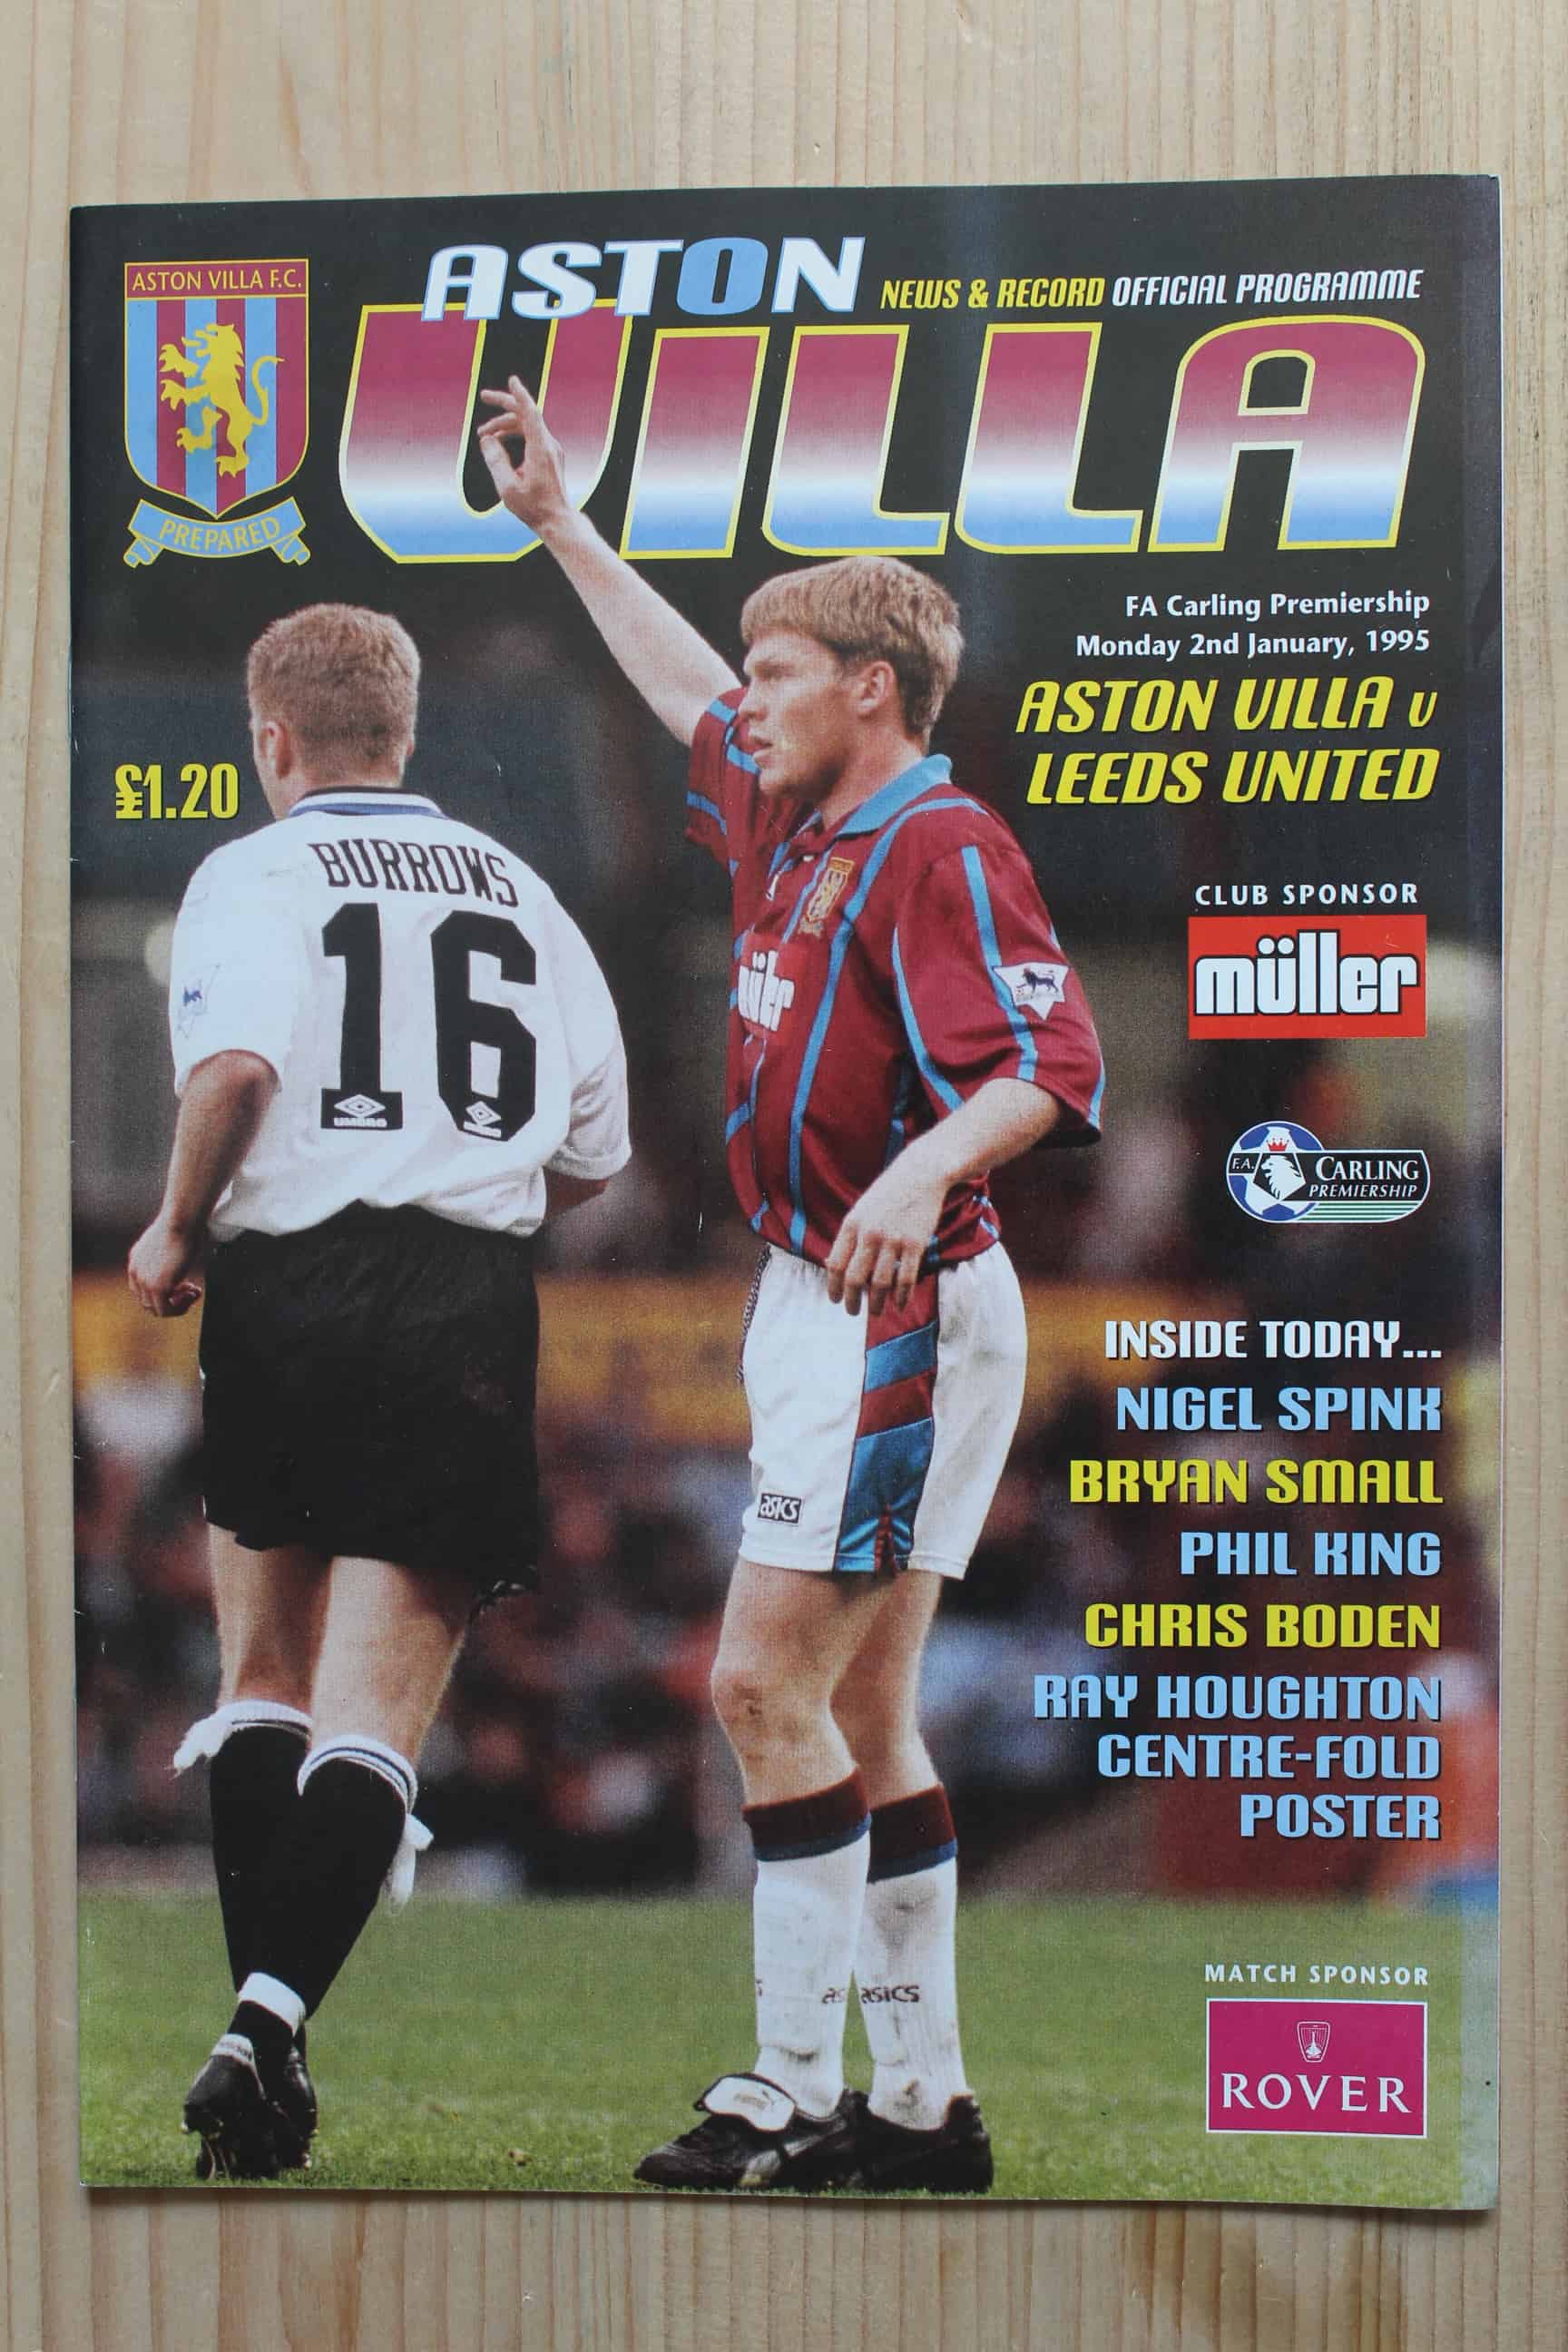 ASTON VILLA F.C.
PREPARED
ASTON
NEWS & RECORD OFFICIAL PROGRAMME
VILLA
FA Carling Premiership
Monday 2nd January, 1995
ASTON VILLA v
LEEDS UNITED
£1.20
BURROWS
16
UMBRO
müller
CLUB SPONSOR
müller
F.A. CARLING
PREMIERSHIP
INSIDE TODAY...
NIGEL SPINK
BRYAN SMALL
PHIL KING
CHRIS BODEN
RAY HOUGHTON
CENTRE-FOLD
POSTER
asics
asics
adidas
MATCH SPONSOR
ROVER